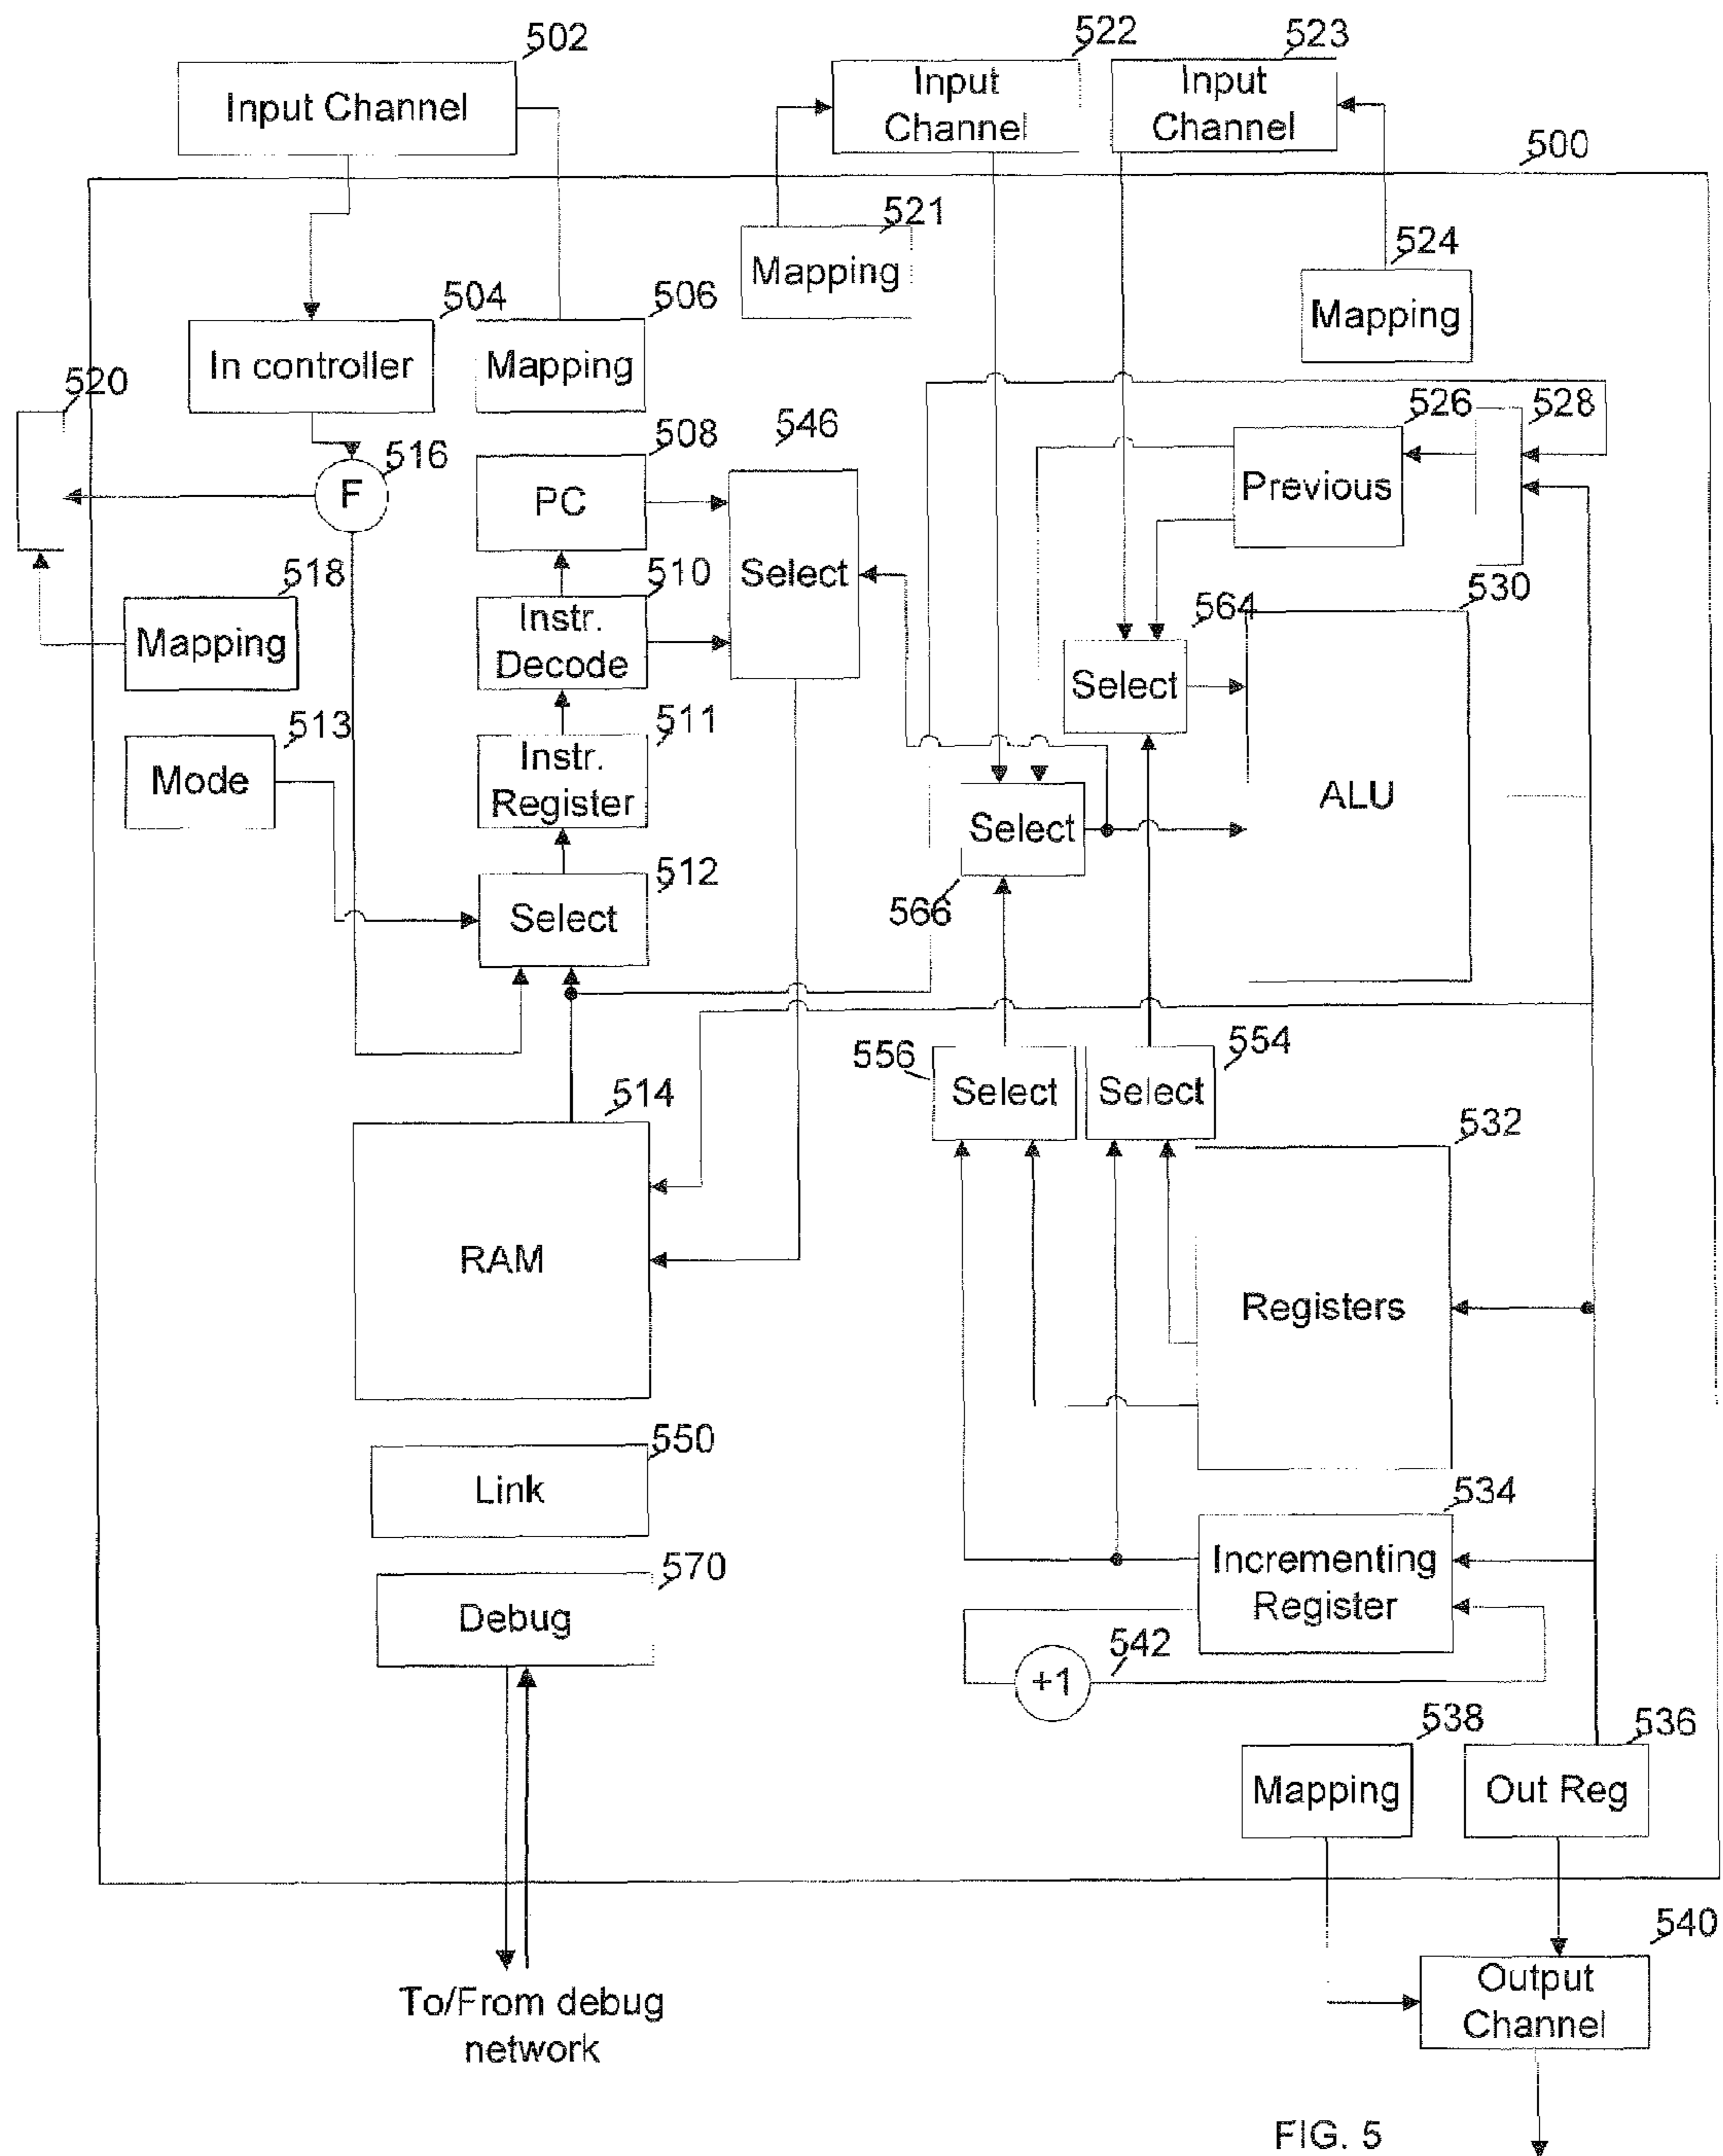 502
Input Channel
522
Input
Channel
523
Input
Channel
500
521
Mapping
524
Mapping
504
In controller
506
Mapping
520
516
F
508
PC
546
Select
526
Previous
528
518
Mapping
510
Instr.
Decode
564
Select
530
ALU
513
Mode
511
Instr.
Register
Select
566
512
Select
514
RAM
556
Select
554
Select
532
Registers
550
Link
534
Incrementing
Register
570
Debug
542
+1
538
Mapping
536
Out Reg
540
Output
Channel
To/From debug
network
FIG. 5